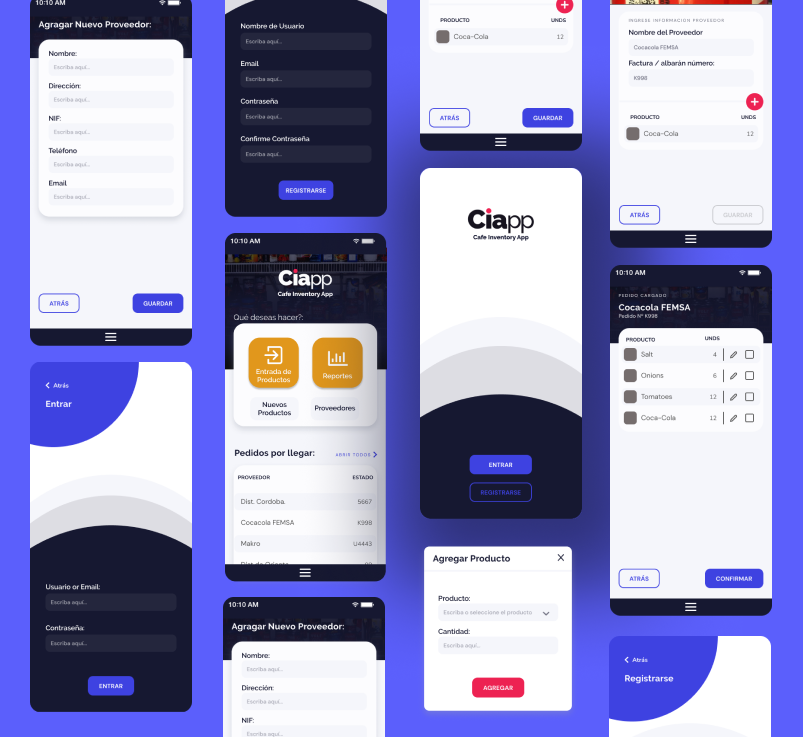 10:10 AM
Agragar Nuevo Proveedor:
Nombre:
Escriba aquí...
Dirección:
Escriba aquí...
NIF:
Escriba aquí...
Teléfono
Escriba aquí...
Email
Escriba aquí...
ATRÁS
GUARDAR
Atrás
Entrar
Usuario or Email:
Escriba aquí...
Contraseña:
Escriba aquí...
ENTRAR
Nombre de Usuario
Escriba aquí...
Email
Escriba aquí...
Contraseña
Escriba aquí...
Confirme Contraseña
Escriba aquí...
REGISTRARSE
10:10 AM
Ciapp
Cafe Inventory App
Qué deseas hacer?:
Entrada de
Productos
Reportes
Nuevos
Productos
Proveedores
Pedidos por llegar:
ABRIR TODOS
PROVEEDOR ESTADO
Dist. Cordoba. 5667
Cocacola FEMSA K998
Makro U4443
Dist de Oriente 99
10:10 AM
Agragar Nuevo Proveedor:
Nombre:
Escriba aquí...
Dirección:
Escriba aquí...
NIF:
Escriba aquí...
PRODUCTO UNDS
Coca-Cola 12
ATRÁS
GUARDAR
Ciapp
Cafe Inventory App
ENTRAR
REGISTRARSE
Agregar Producto X
Producto:
Escriba o seleccione el producto
Cantidad:
Escriba aquí...
AGREGAR
INGRESE INFORMACIÓN PROVEEDOR
Nombre del Proveedor
Cocacola FEMSA
Factura / albarán número:
K998
PRODUCTO UNDS
Coca-Cola 12
ATRÁS
GUARDAR
10:10 AM
PEDIDO CARGADO
Cocacola FEMSA
Pedido Nº K998
PRODUCTO UNDS
Salt 4
Onions 6
Tomatoes 12
Coca-Cola 12
ATRÁS
CONFIRMAR
Atrás
Registrarse